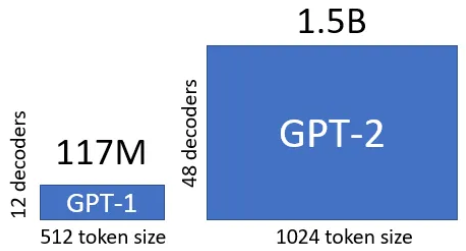 117M
12 decoders
GPT-1
512 token size
1.5B
48 decoders
GPT-2
1024 token size